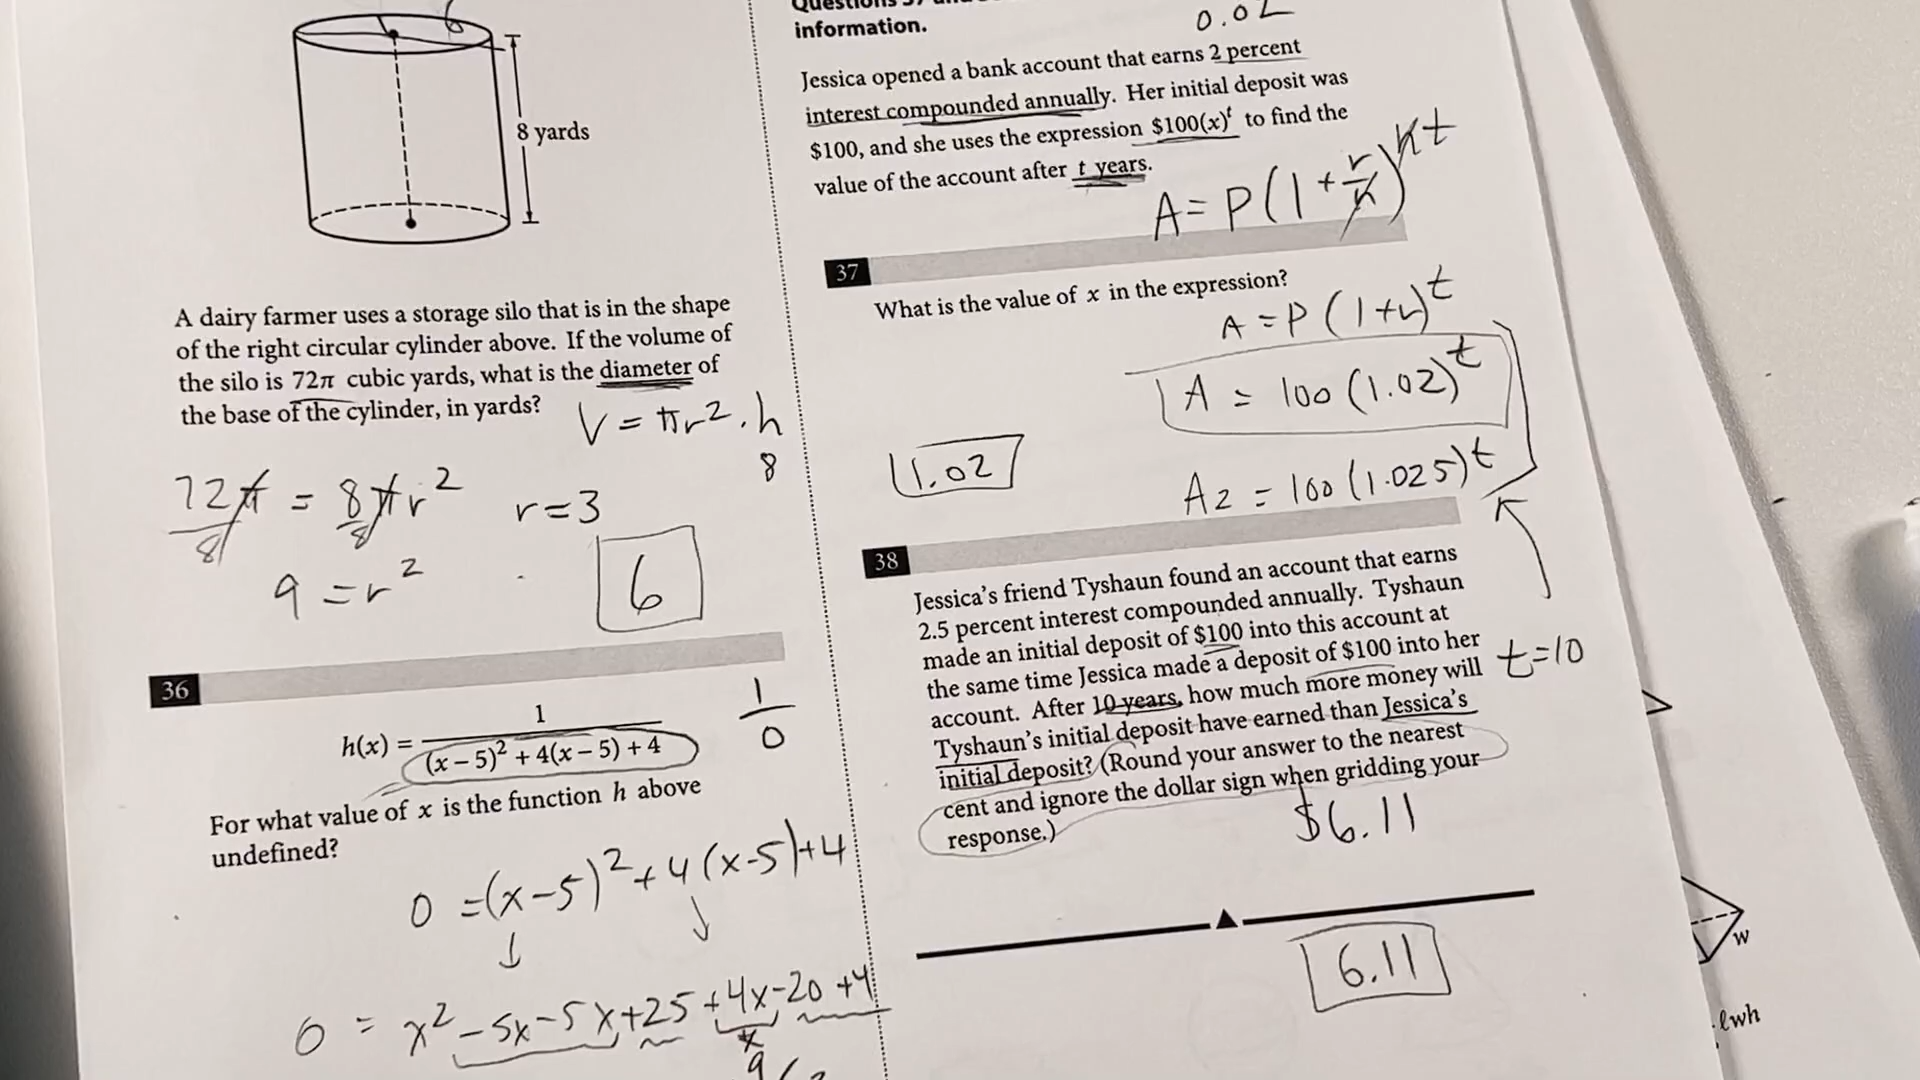 6
8 yards
A dairy farmer uses a storage silo that is in the shape
of the right circular cylinder above. If the volume of
the silo is 72π cubic yards, what is the diameter of
the base of the cylinder, in yards?
V = πr² · h
8
72π = 8πr²
8 8
r = 3
9 = r²
6
36
h(x) = 1 / ((x − 5)² + 4(x − 5) + 4)
1
0
For what value of x is the function h above
undefined?
0 = (x − 5)² + 4(x − 5) + 4
0 = x² − 5x − 5x + 25 + 4x − 20 + 4
information.
0.02
Jessica opened a bank account that earns 2 percent
interest compounded annually. Her initial deposit was
$100, and she uses the expression $100(x)ᵗ to find the
value of the account after t years.
A = P(1 + r/n)ⁿᵗ
37
What is the value of x in the expression?
A = P(1 + r)ᵗ
A = 100(1.02)ᵗ
1.02
A2 = 100(1.025)ᵗ
38
Jessica's friend Tyshaun found an account that earns
2.5 percent interest compounded annually. Tyshaun
made an initial deposit of $100 into this account at
the same time Jessica made a deposit of $100 into her
account. After 10 years, how much more money will
Tyshaun's initial deposit have earned than Jessica's
initial deposit? (Round your answer to the nearest
cent and ignore the dollar sign when gridding your
response.)
t = 10
$6.11
6.11
w
ℓwh